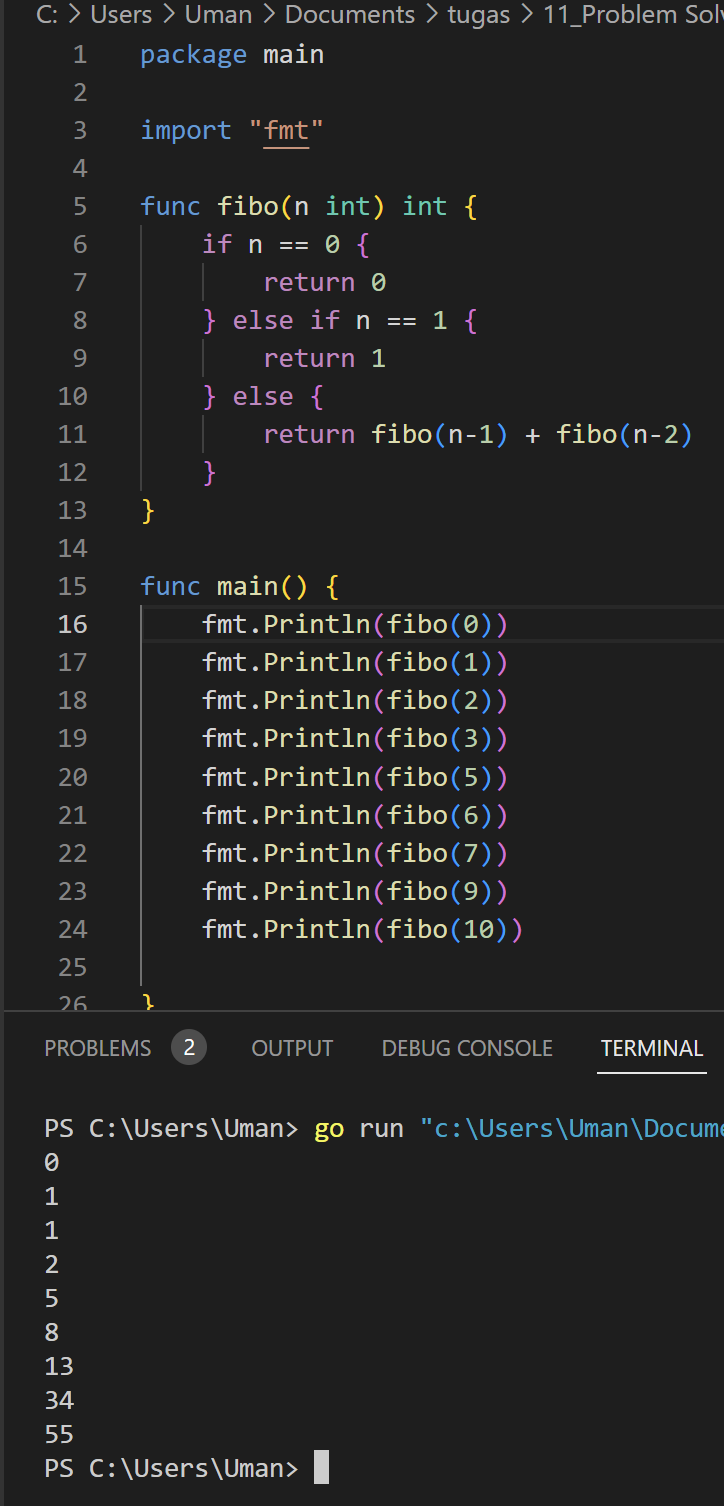 C: > Users > Uman > Documents > tugas > 11_Problem
1 package main
2
3 import "fmt"
4
5 func fibo(n int) int {
6     if n == 0 {
7         return 0
8     } else if n == 1 {
9         return 1
10     } else {
11         return fibo(n-1) + fibo(n-2)
12     }
13 }
14
15 func main() {
16     fmt.Println(fibo(0))
17     fmt.Println(fibo(1))
18     fmt.Println(fibo(2))
19     fmt.Println(fibo(3))
20     fmt.Println(fibo(5))
21     fmt.Println(fibo(6))
22     fmt.Println(fibo(7))
23     fmt.Println(fibo(9))
24     fmt.Println(fibo(10))
25
26 }
PROBLEMS 2 OUTPUT DEBUG CONSOLE TERMINAL
PS C:\Users\Uman> go run "c:\Users\Uman\Docume
0
1
1
2
5
8
13
34
55
PS C:\Users\Uman>